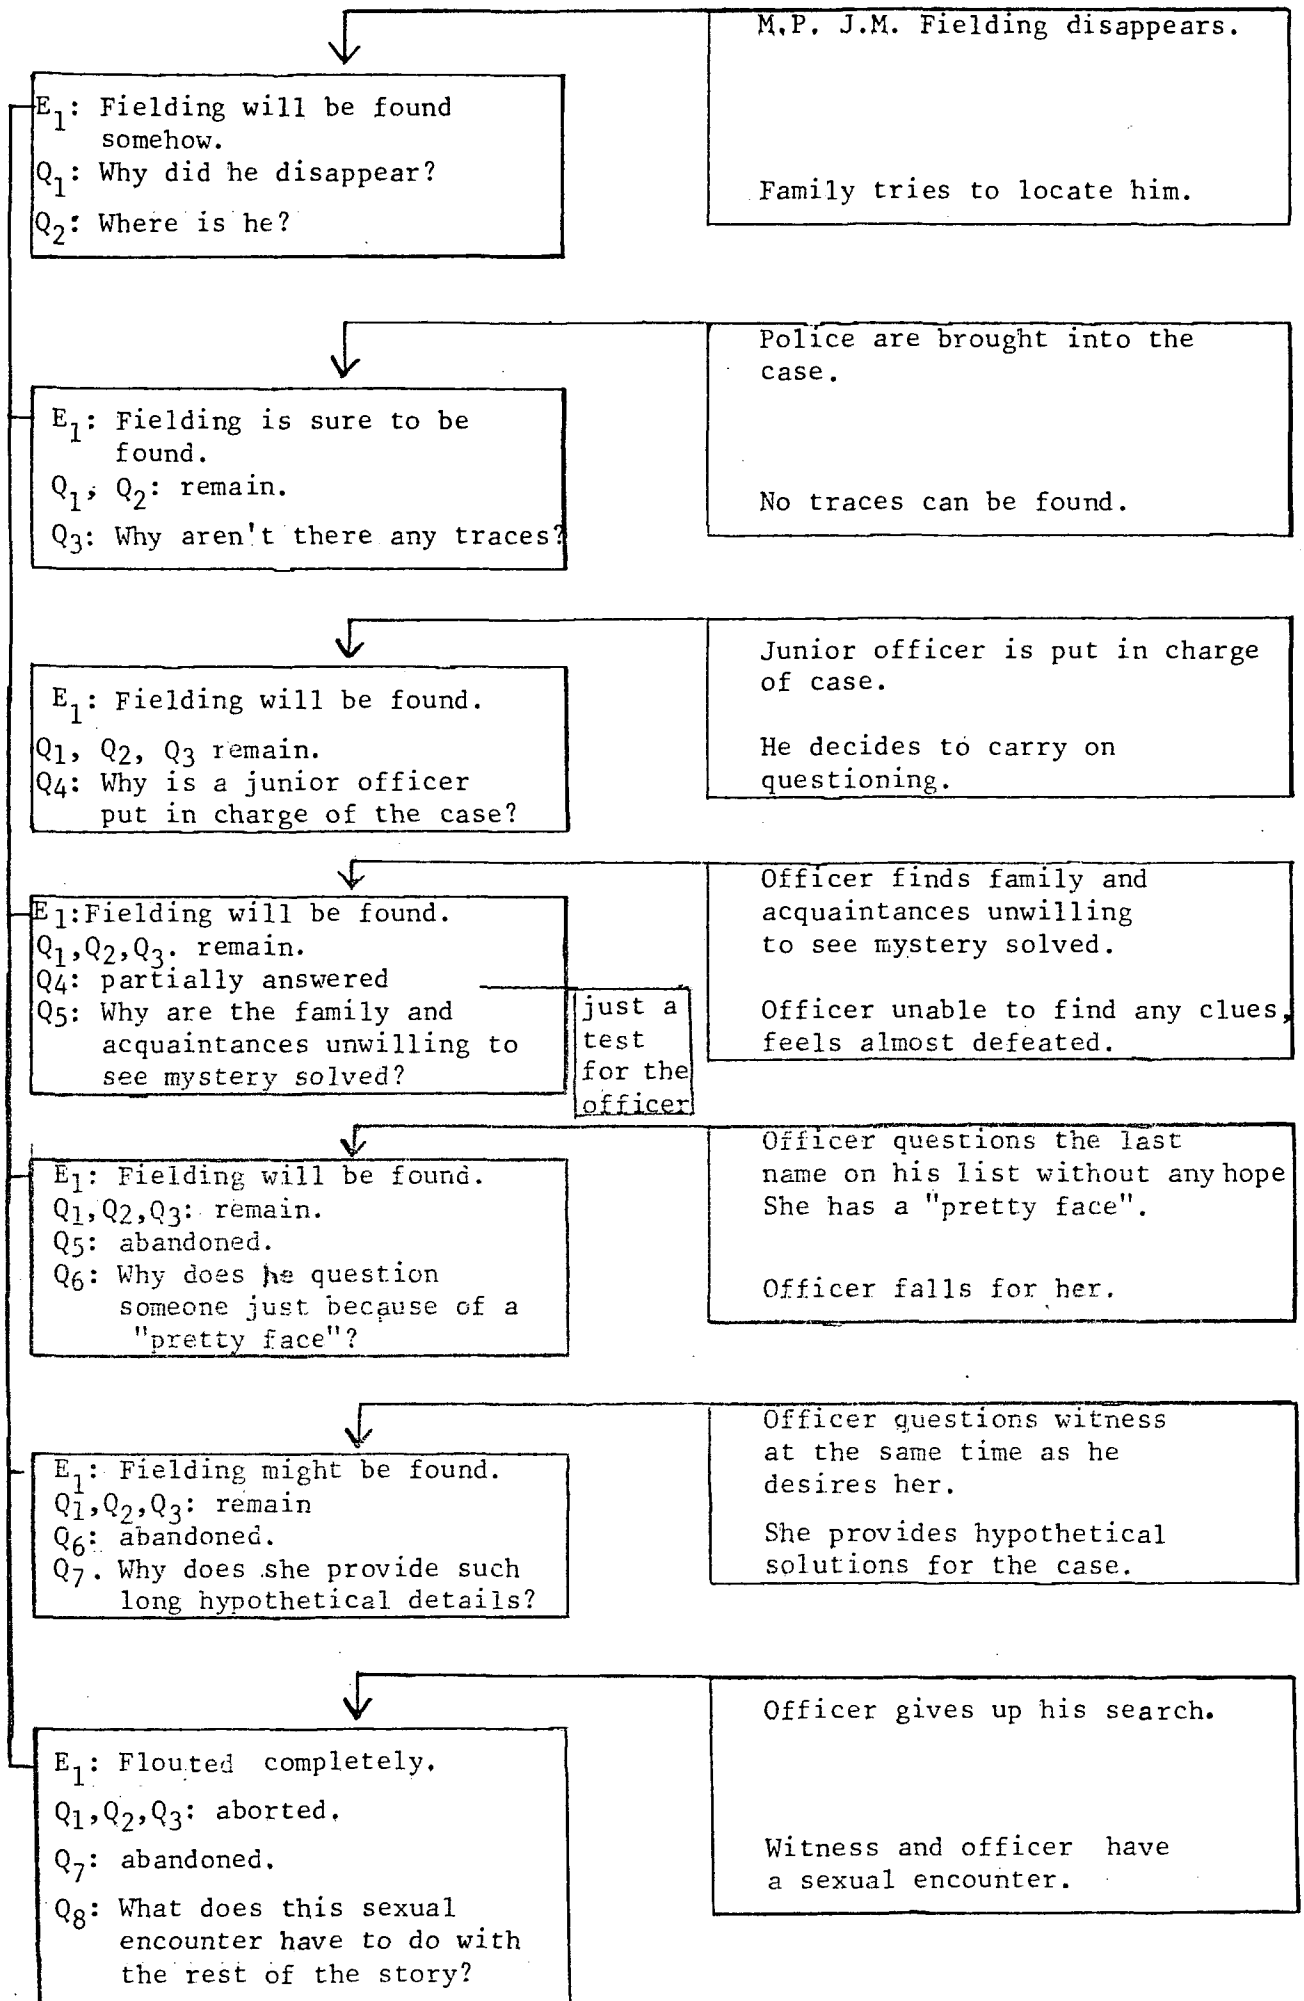 M.P. J.M. Fielding disappears.
Family tries to locate him.
E1: Fielding will be found
somehow.
Q1: Why did he disappear?
Q2: Where is he?
Police are brought into the
case.
No traces can be found.
E1: Fielding is sure to be
found.
Q1, Q2: remain.
Q3: Why aren't there any traces?
Junior officer is put in charge
of case.
He decides to carry on
questioning.
E1: Fielding will be found.
Q1, Q2, Q3 remain.
Q4: Why is a junior officer
put in charge of the case?
Officer finds family and
acquaintances unwilling
to see mystery solved.
Officer unable to find any clues,
feels almost defeated.
E1:Fielding will be found.
Q1,Q2,Q3. remain.
Q4: partially answered
Q5: Why are the family and
acquaintances unwilling to
see mystery solved?
just a
test
for the
officer
Officer questions the last
name on his list without any hope
She has a "pretty face".
Officer falls for her.
E1: Fielding will be found.
Q1,Q2,Q3: remain.
Q5: abandoned.
Q6: Why does he question
someone just because of a
"pretty face"?
Officer questions witness
at the same time as he
desires her.
She provides hypothetical
solutions for the case.
E1: Fielding might be found.
Q1,Q2,Q3: remain
Q6: abandoned.
Q7. Why does she provide such
long hypothetical details?
Officer gives up his search.
Witness and officer have
a sexual encounter.
E1: Flouted completely.
Q1,Q2,Q3: aborted.
Q7: abandoned.
Q8: What does this sexual
encounter have to do with
the rest of the story?